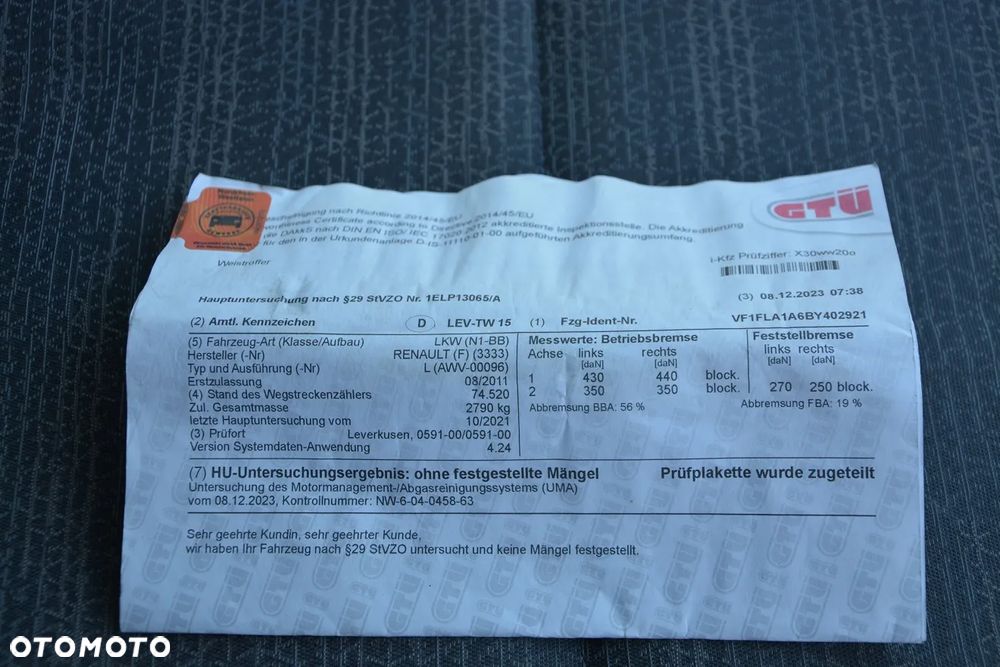 GTÜ
Bescheinigung nach Richtlinie 2014/45/EU
Certificate according to Directive 2014/45/EU
DAkkS nach DIN EN ISO/ IEC 17020:2012 akkreditierte Inspektionsstelle. Die Akkreditierung
für den in der Urkundenanlage D-IS-11110-01-00 aufgeführten Akkreditierungsumfang.
Weistroffer
i-Kfz Prüfziffer: X30ww20o
Hauptuntersuchung nach §29 StVZO Nr. 1ELP13065/A
(3) 08.12.2023 07:38
(2) Amtl. Kennzeichen D LEV-TW 15 (1) Fzg-Ident-Nr. VF1FLA1A6BY402921
(5) Fahrzeug-Art (Klasse/Aufbau) LKW (N1-BB)
Hersteller (-Nr) RENAULT (F) (3333)
Typ und Ausführung (-Nr) L (AWV-00096)
Erstzulassung 08/2011
(4) Stand des Wegstreckenzählers 74.520
Zul. Gesamtmasse 2790 kg
letzte Hauptuntersuchung vom 10/2021
(3) Prüfort Leverkusen, 0591-00/0591-00
Version Systemdaten-Anwendung 4.24
Messwerte: Betriebsbremse
Achse links rechts
[daN] [daN]
1 430 440 block.
2 350 350 block.
Abbremsung BBA: 56 %
Feststellbremse
links rechts
[daN] [daN]
270 250 block.
Abbremsung FBA: 19 %
(7) HU-Untersuchungsergebnis: ohne festgestellte Mängel Prüfplakette wurde zugeteilt
Untersuchung des Motormanagement-/Abgasreinigungssystems (UMA)
vom 08.12.2023, Kontrollnummer: NW-6-04-0458-63
Sehr geehrte Kundin, sehr geehrter Kunde,
wir haben Ihr Fahrzeug nach §29 StVZO untersucht und keine Mängel festgestellt.
OTOMOTO